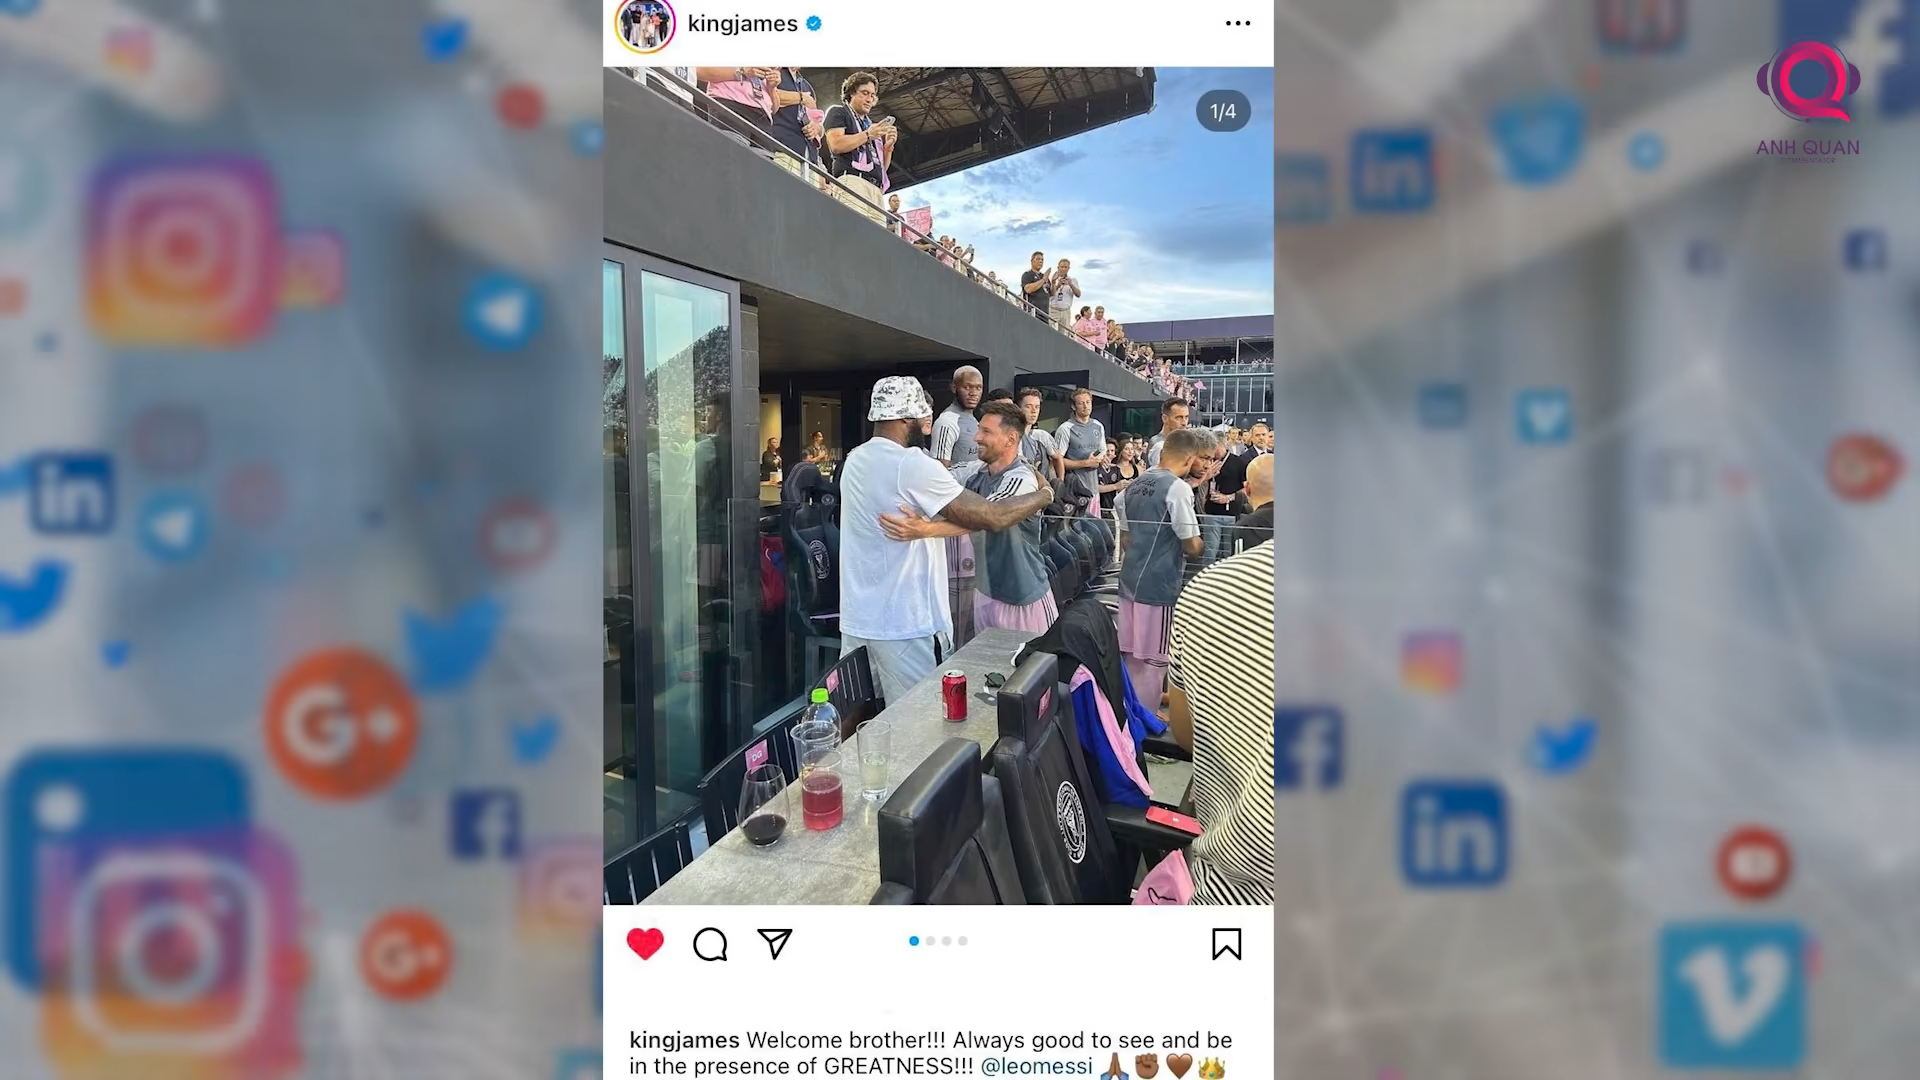 kingjames
1/4
ANH QUAN
DG
kingjames Welcome brother!!! Always good to see and be
in the presence of GREATNESS!!! @leomessi 🙏🏾✊🏾🤎👑